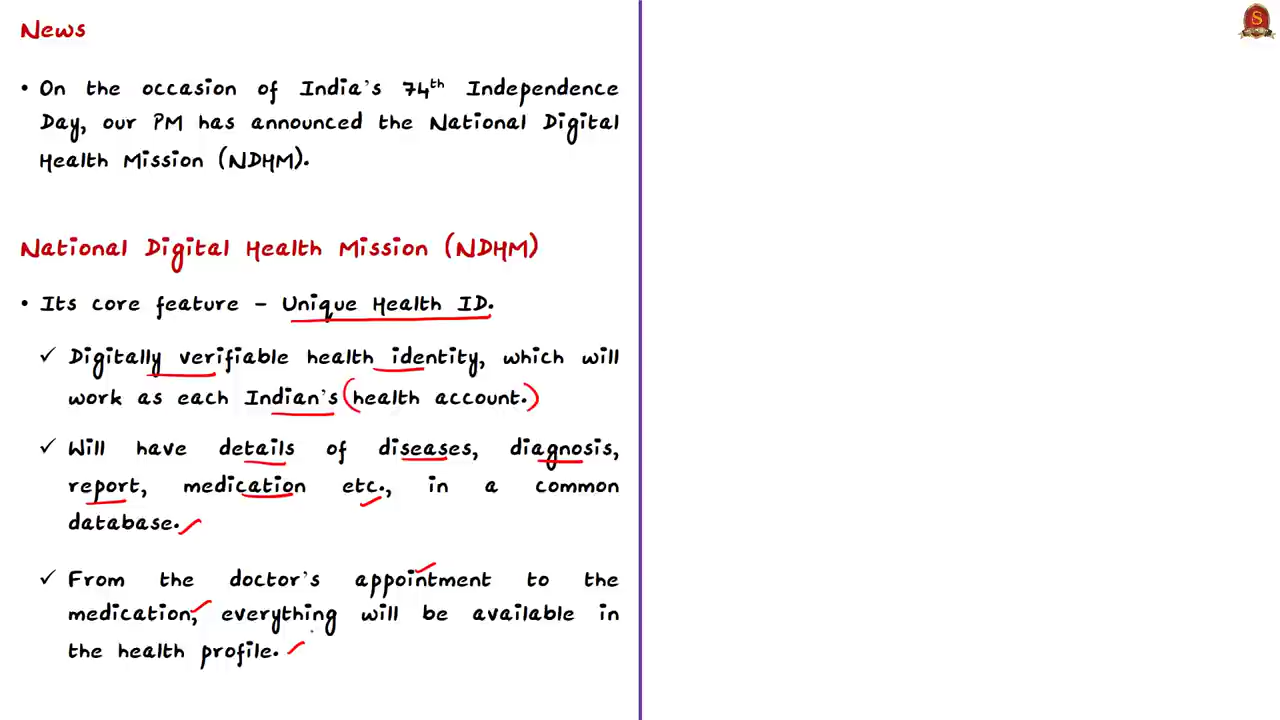 News
• On the occasion of India's 74th Independence
Day, our PM has announced the National Digital
Health Mission (NDHM).
National Digital Health Mission (NDHM)
• Its core feature – Unique Health ID.
✓ Digitally verifiable health identity, which will
work as each Indian's (health account.)
✓ Will have details of diseases, diagnosis,
report, medication etc., in a common
database.
✓ From the doctor's appointment to the
medication, everything will be available in
the health profile.
S